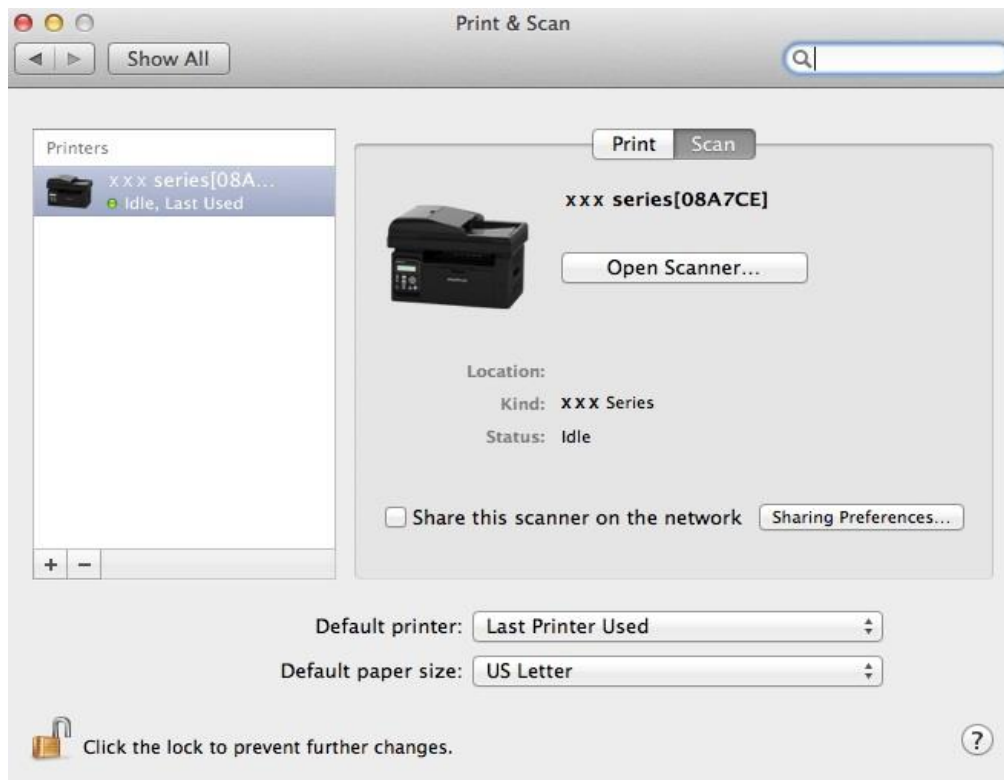 Print & Scan
Show All
Printers
xxx series[08A...
Idle, Last Used
Print Scan
xxx series[08A7CE]
Open Scanner...
Location:
Kind: xxx Series
Status: Idle
Share this scanner on the network Sharing Preferences...
+ −
Default printer: Last Printer Used
Default paper size: US Letter
Click the lock to prevent further changes.
?